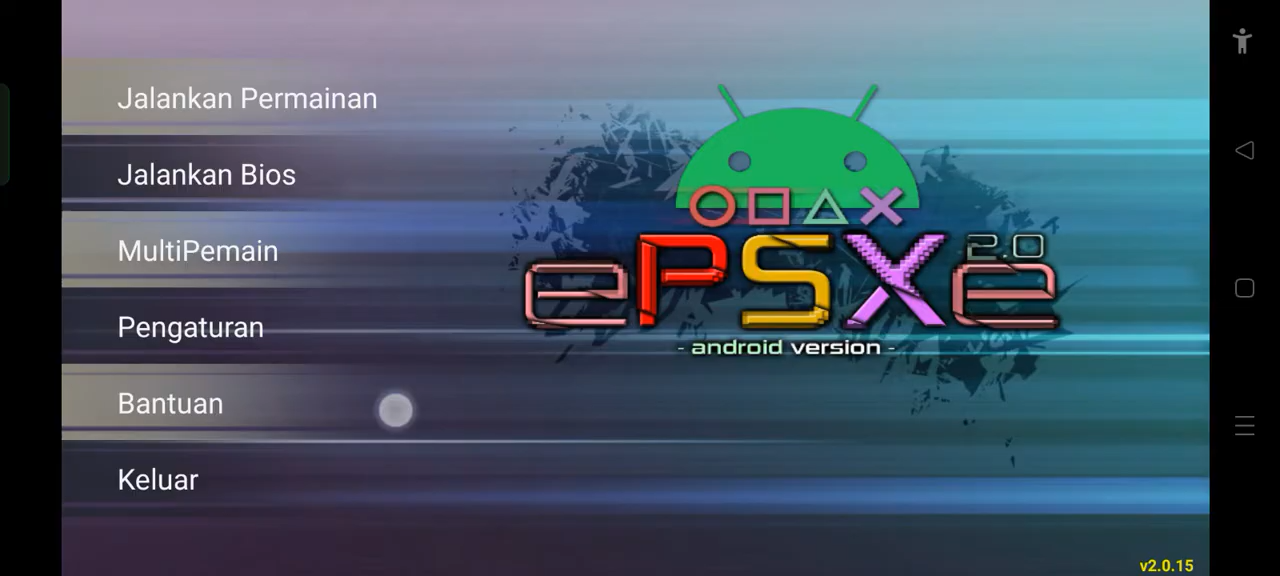 Jalankan Permainan
Jalankan Bios
MultiPemain
Pengaturan
Bantuan
Keluar
ePSXe 2.0
- android version -
v2.0.15